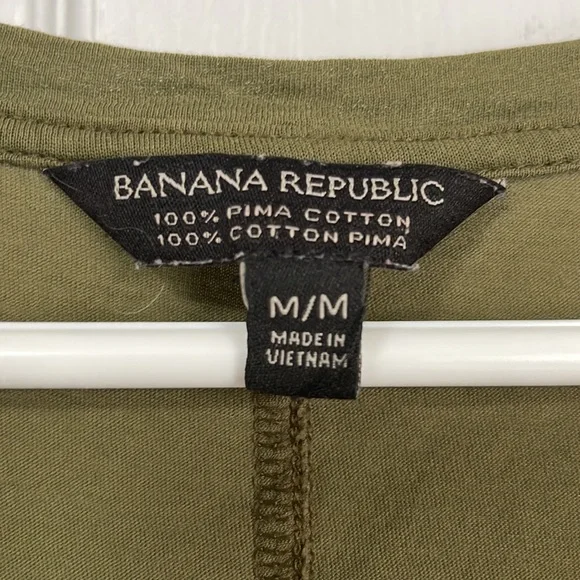 BANANA REPUBLIC
100% PIMA COTTON
100% COTTON PIMA
M/M
MADE IN
VIETNAM